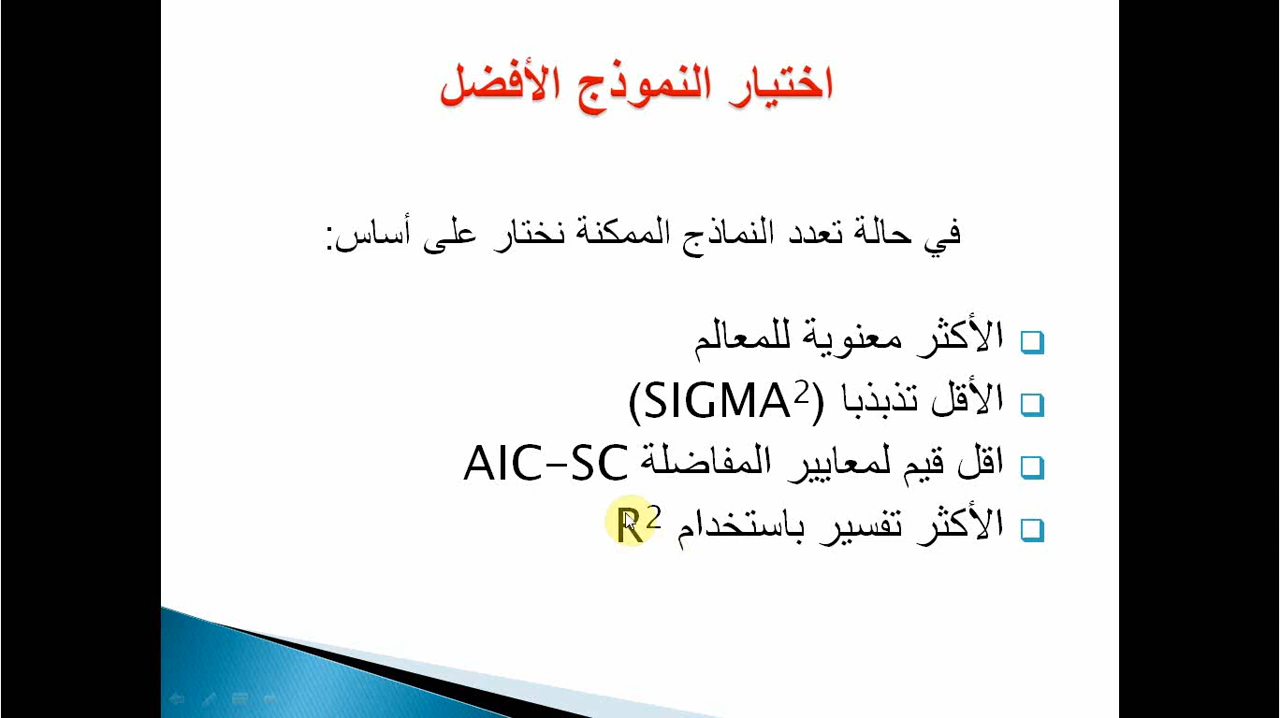 اختيار النموذج الأفضل
في حالة تعدد النماذج الممكنة نختار على أساس:
الأكثر معنوية للمعالم
الأقل تذبذبا (SIGMA²)
اقل قيم لمعايير المفاضلة AIC-SC
الأكثر تفسير باستخدام R²